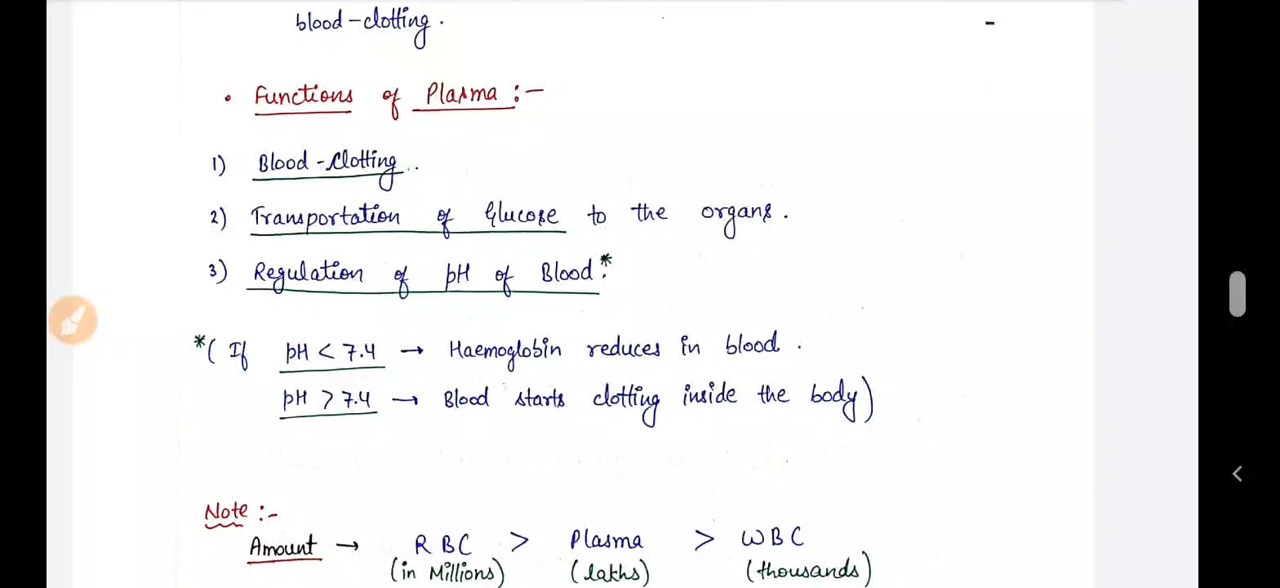 blood-clotting.
• Functions of Plasma :-
1) Blood-Clotting..
2) Transportation of Glucose to the organs.
3) Regulation of pH of Blood.*
*( If pH < 7.4 → Haemoglobin reduces in blood.
pH > 7.4 → Blood starts clotting inside the body)
Note :-
Amount → RBC > Plasma > WBC
(in Millions) (lakhs) (thousands)